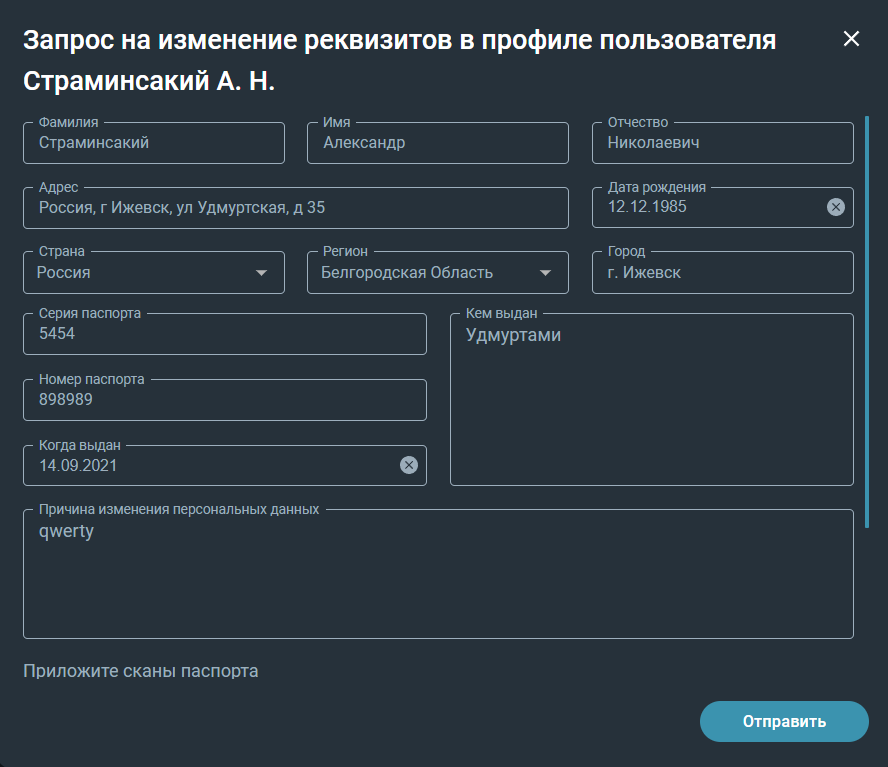 Запрос на изменение реквизитов в профиле пользователя
Страминсакий А. Н.
Фамилия
Страминсакий
Имя
Александр
Отчество
Николаевич
Адрес
Россия, г Ижевск, ул Удмуртская, д 35
Дата рождения
12.12.1985
Страна
Россия
Регион
Белгородская Область
Город
г. Ижевск
Серия паспорта
5454
Кем выдан
Удмуртами
Номер паспорта
898989
Когда выдан
14.09.2021
Причина изменения персональных данных
qwerty
Приложите сканы паспорта
Отправить